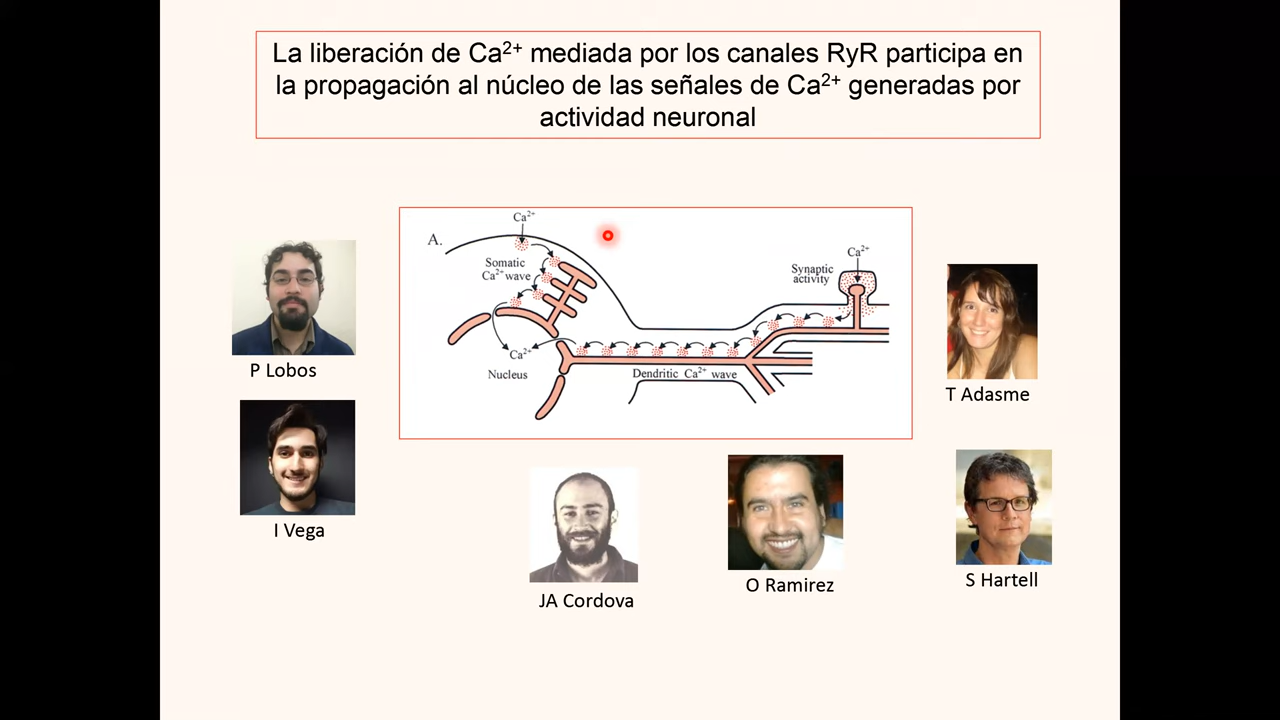 La liberación de Ca²⁺ mediada por los canales RyR participa en
la propagación al núcleo de las señales de Ca²⁺ generadas por
actividad neuronal
A.
Ca²⁺
Somatic
Ca²⁺ wave
Ca²⁺
Nucleus
Dendritic Ca²⁺ wave
Synaptic
activity
Ca²⁺
P Lobos
I Vega
JA Cordova
O Ramirez
T Adasme
S Hartell